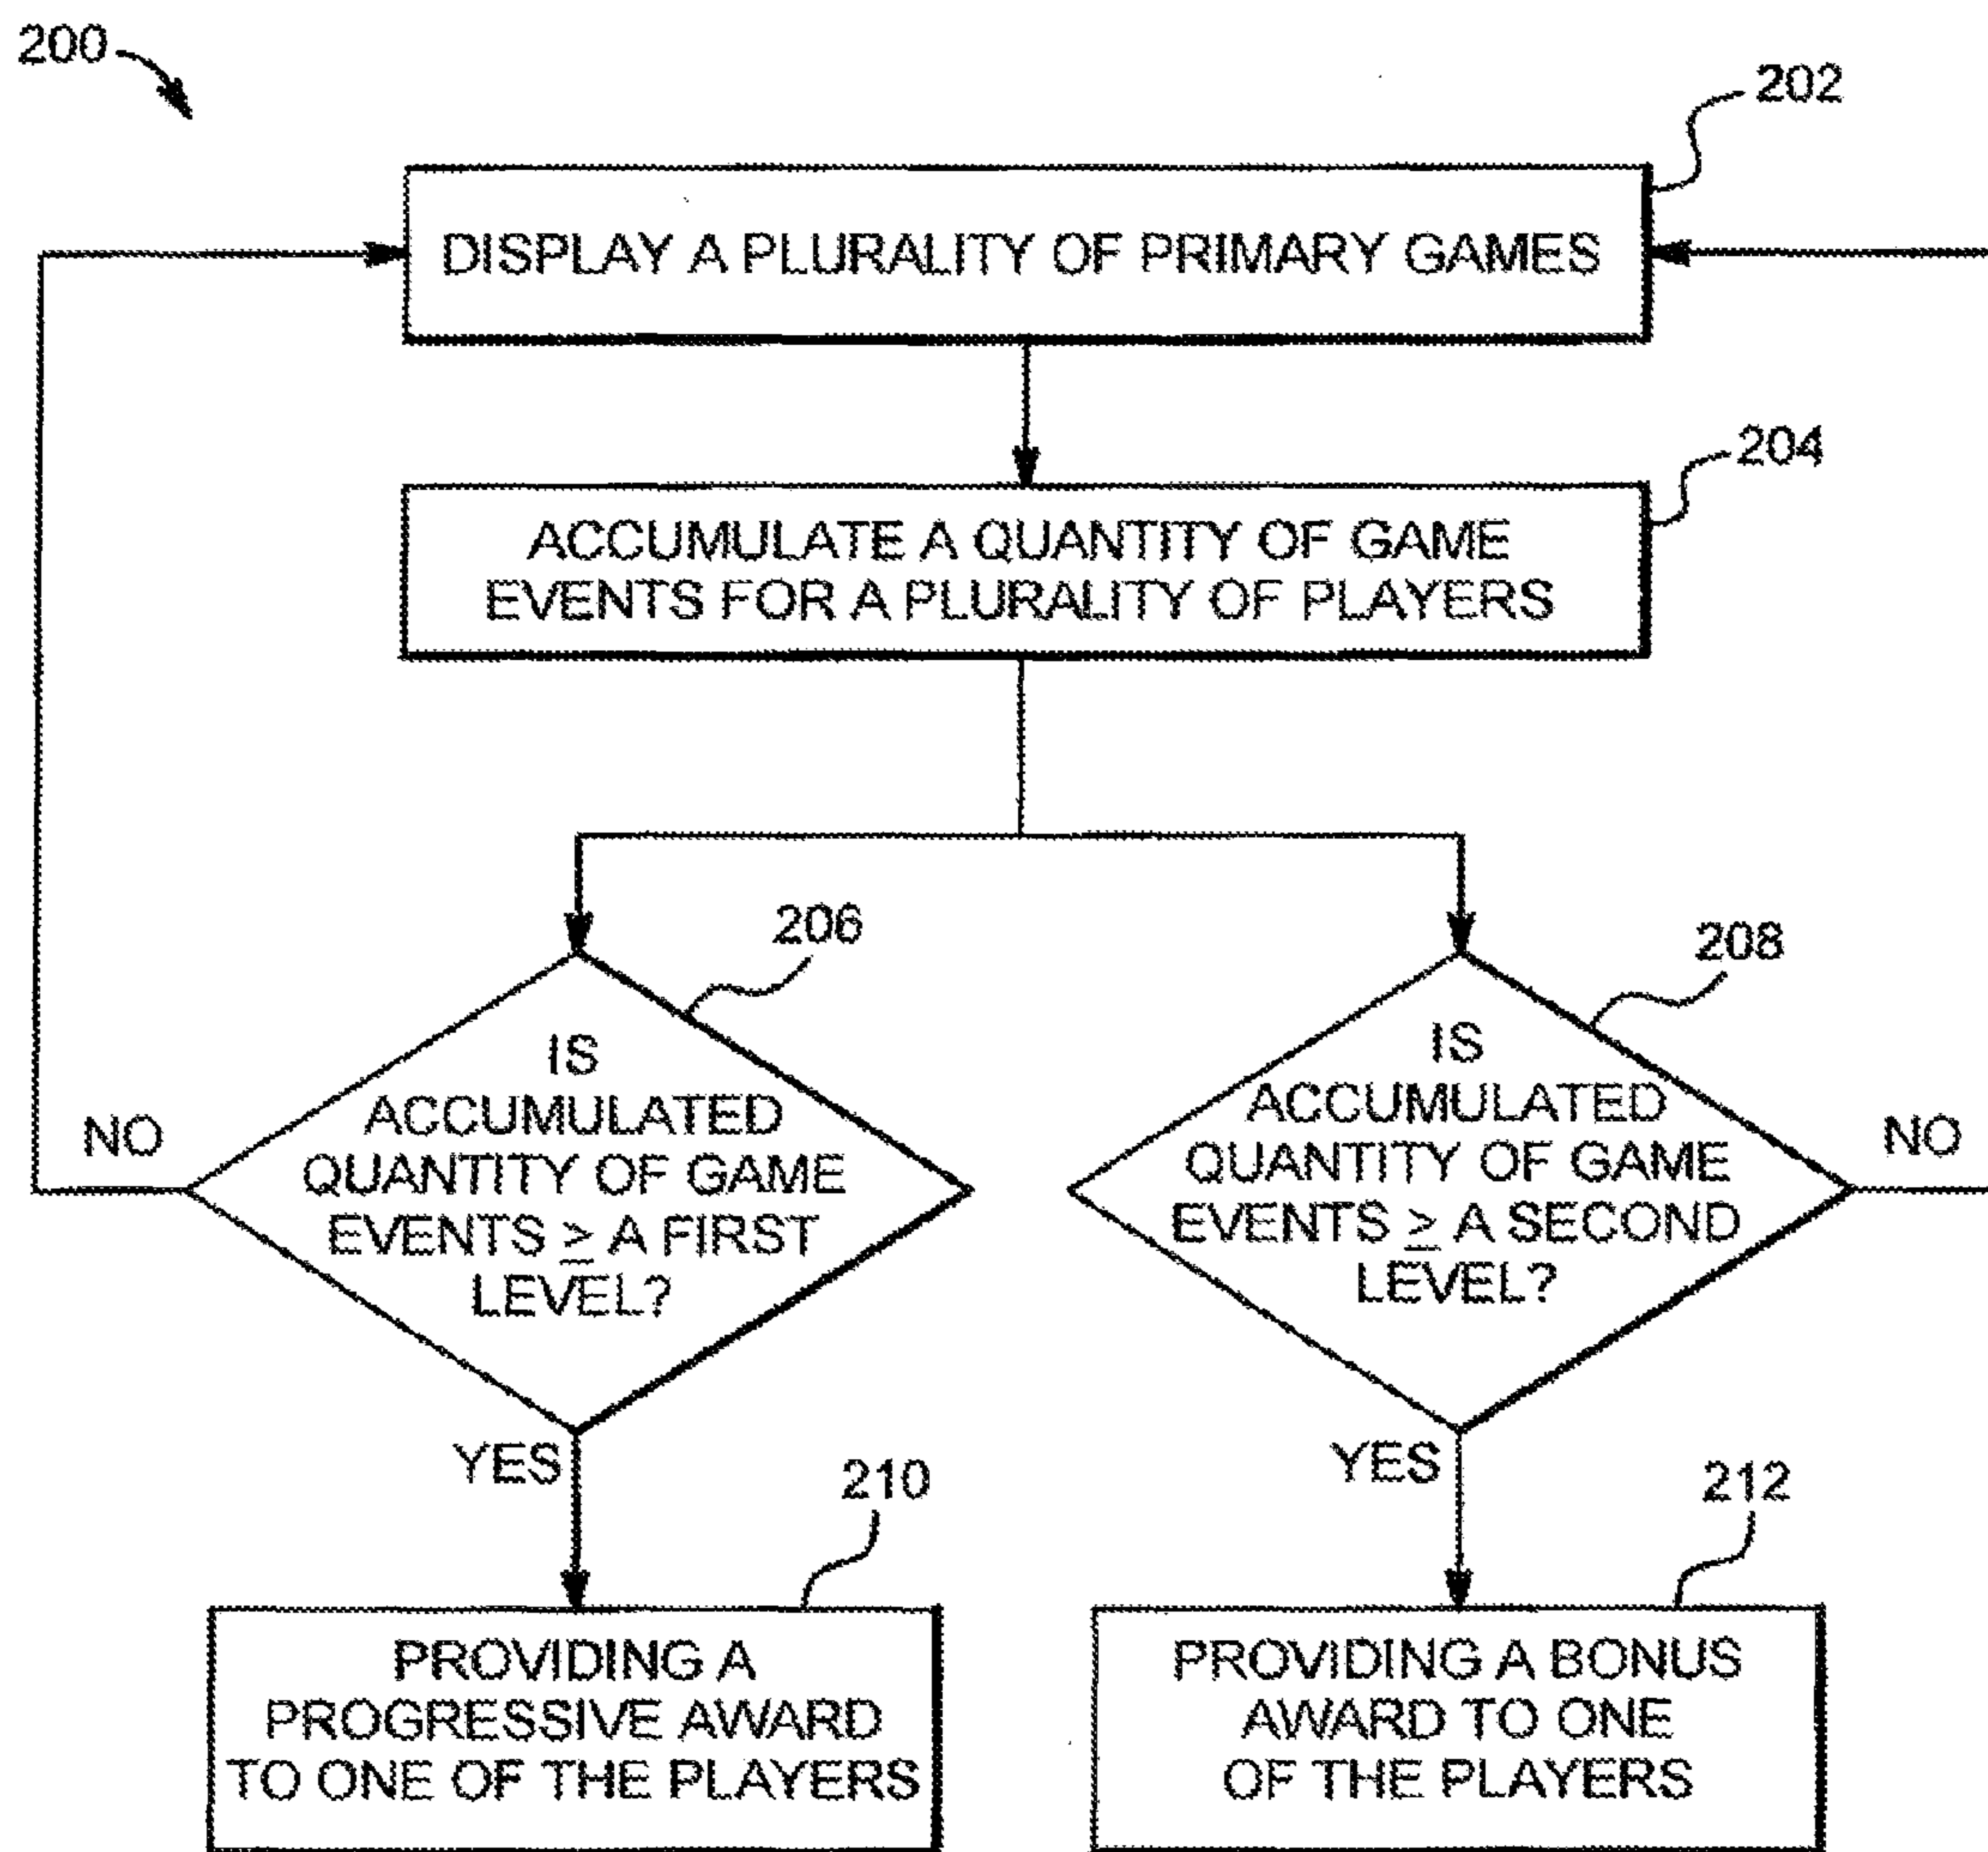 200
202
DISPLAY A PLURALITY OF PRIMARY GAMES
204
ACCUMULATE A QUANTITY OF GAME
EVENTS FOR A PLURALITY OF PLAYERS
206
IS
ACCUMULATED
QUANTITY OF GAME
EVENTS ≥ A FIRST
LEVEL?
NO
YES
208
IS
ACCUMULATED
QUANTITY OF GAME
EVENTS ≥ A SECOND
LEVEL?
NO
YES
210
PROVIDING A
PROGRESSIVE AWARD
TO ONE OF THE PLAYERS
212
PROVIDING A BONUS
AWARD TO ONE
OF THE PLAYERS